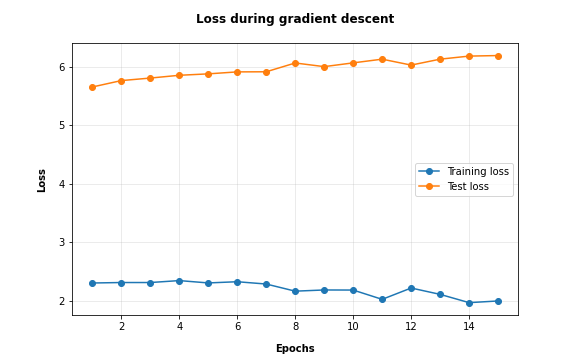 Loss during gradient descent
6
5
4
3
2
Loss
Training loss
Test loss
2 4 6 8 10 12 14
Epochs